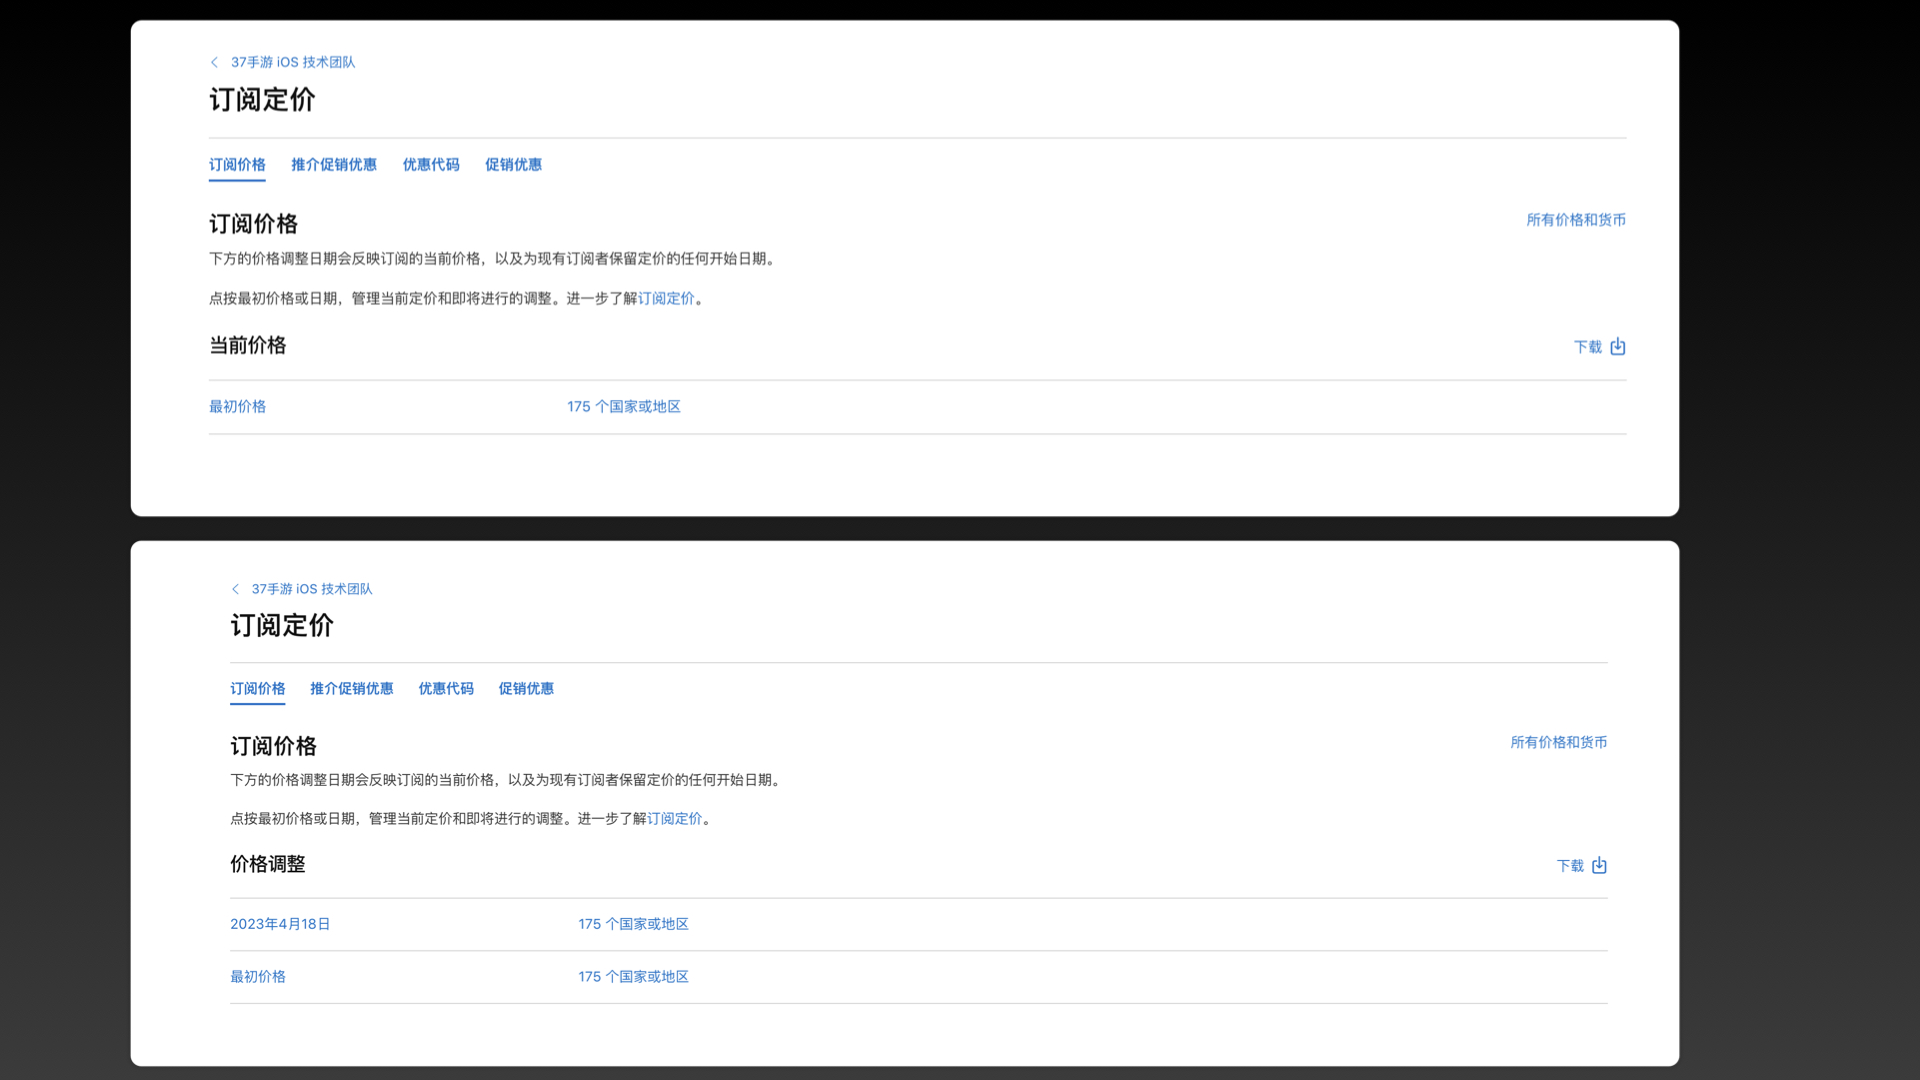 37手游 iOS 技术团队
订阅定价
订阅价格 推介促销优惠 优惠代码 促销优惠
订阅价格 所有价格和货币
下方的价格调整日期会反映订阅的当前价格，以及为现有订阅者保留定价的任何开始日期。
点按最初价格或日期，管理当前定价和即将进行的调整。进一步了解订阅定价。
当前价格 下载
最初价格 175 个国家或地区
37手游 iOS 技术团队
订阅定价
订阅价格 推介促销优惠 优惠代码 促销优惠
订阅价格 所有价格和货币
下方的价格调整日期会反映订阅的当前价格，以及为现有订阅者保留定价的任何开始日期。
点按最初价格或日期，管理当前定价和即将进行的调整。进一步了解订阅定价。
价格调整 下载
2023年4月18日 175 个国家或地区
最初价格 175 个国家或地区